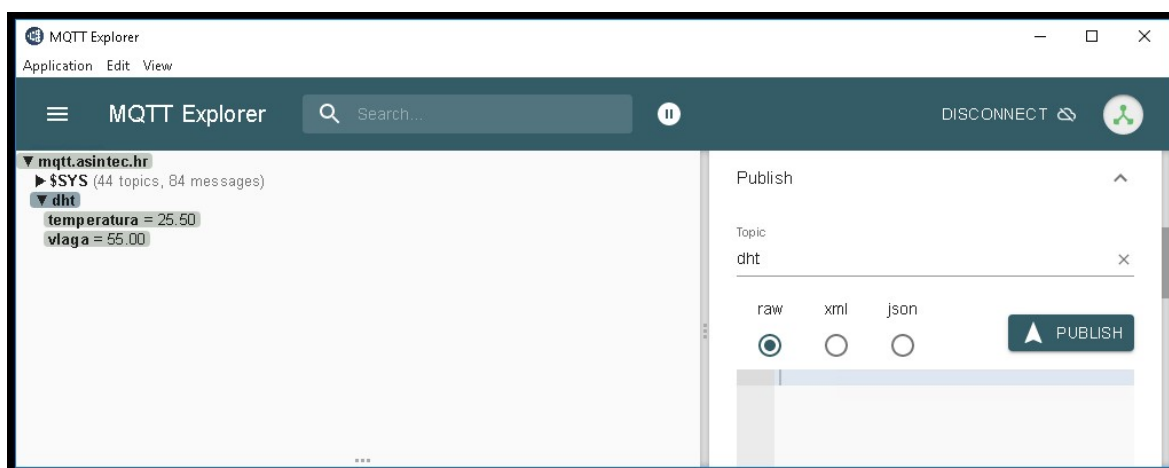 MQTT Explorer
Application Edit View
MQTT Explorer
Search...
DISCONNECT
▼ mqtt.asintec.hr
▶ $SYS (44 topics, 84 messages)
▼ dht
temperatura = 25.50
vlaga = 55.00
Publish
Topic
dht
raw xml json
PUBLISH